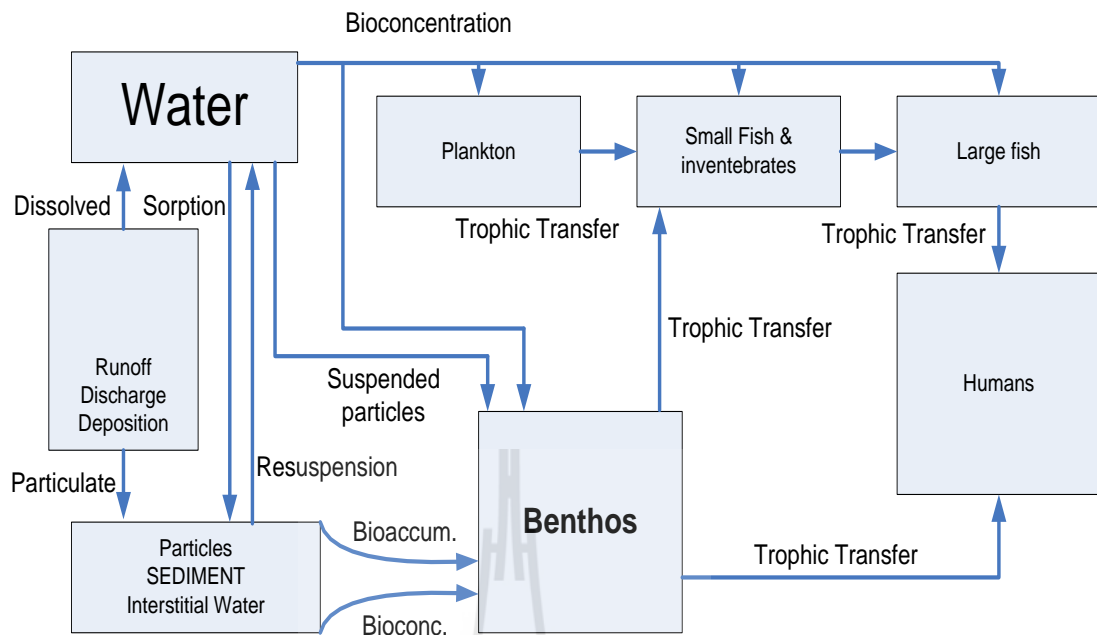 Bioconcentration
Water
Plankton
Small Fish &
inventebrates
Large fish
Dissolved
Sorption
Trophic Transfer
Trophic Transfer
Runoff
Discharge
Deposition
Suspended
particles
Trophic Transfer
Humans
Particulate
Resuspension
Particles
SEDIMENT
Interstitial Water
Bioaccum.
Bioconc.
Benthos
Trophic Transfer